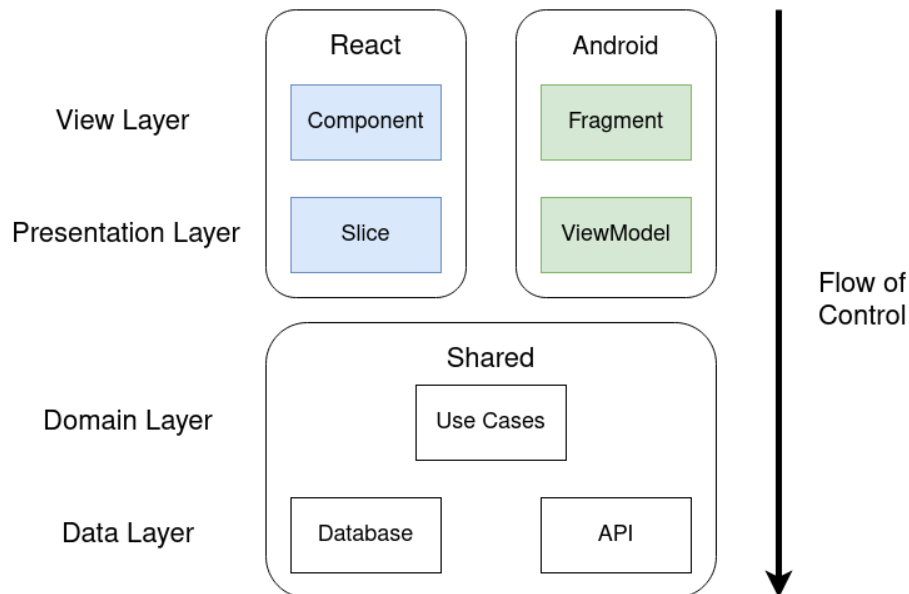 React
Android
View Layer
Component
Fragment
Presentation Layer
Slice
ViewModel
Flow of
Control
Shared
Domain Layer
Use Cases
Data Layer
Database
API